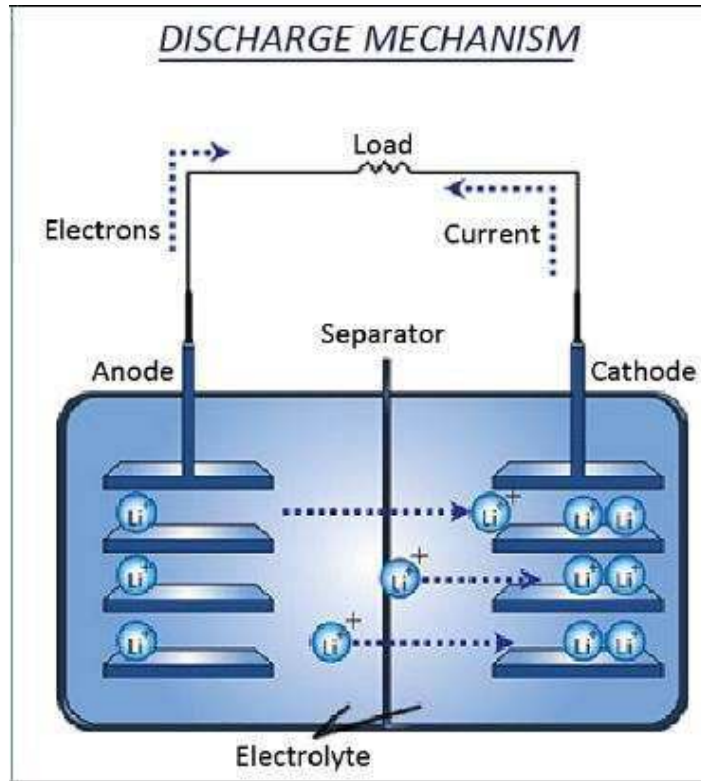 DISCHARGE MECHANISM
Load
Electrons
Current
Separator
Anode
Cathode
Li+
Li+
Li+
Li+
Li+
Li+
Li+
Li+
Li+
Li+
Li+
Li+
Electrolyte